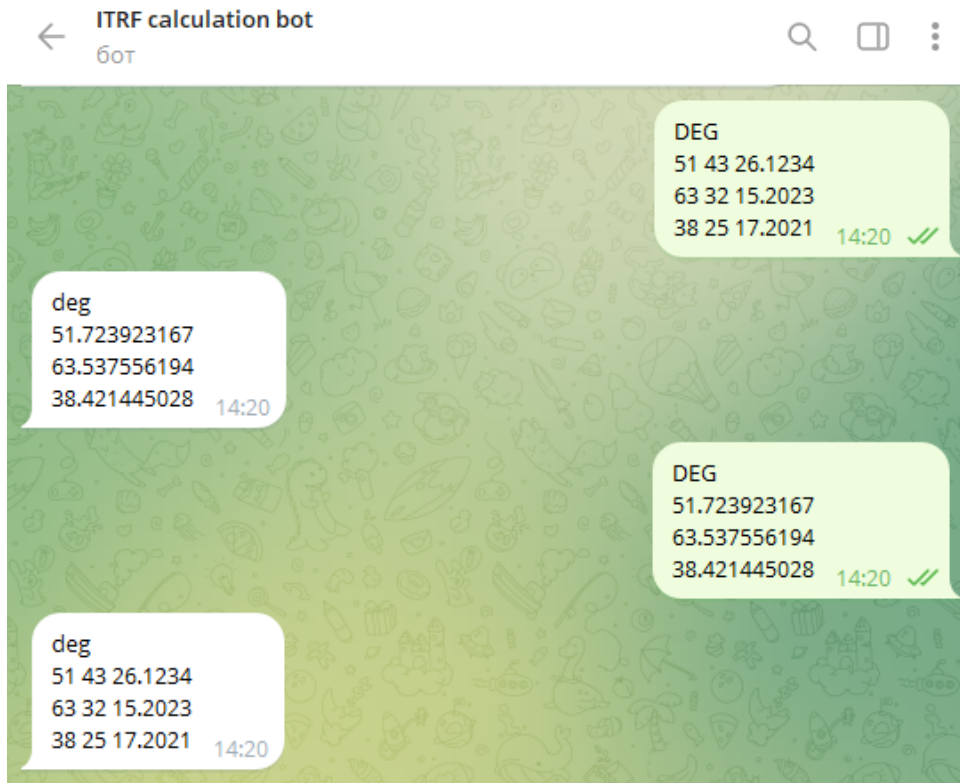 ITRF calculation bot
бот
DEG
51 43 26.1234
63 32 15.2023
38 25 17.2021
14:20
deg
51.723923167
63.537556194
38.421445028
14:20
DEG
51.723923167
63.537556194
38.421445028
14:20
deg
51 43 26.1234
63 32 15.2023
38 25 17.2021
14:20